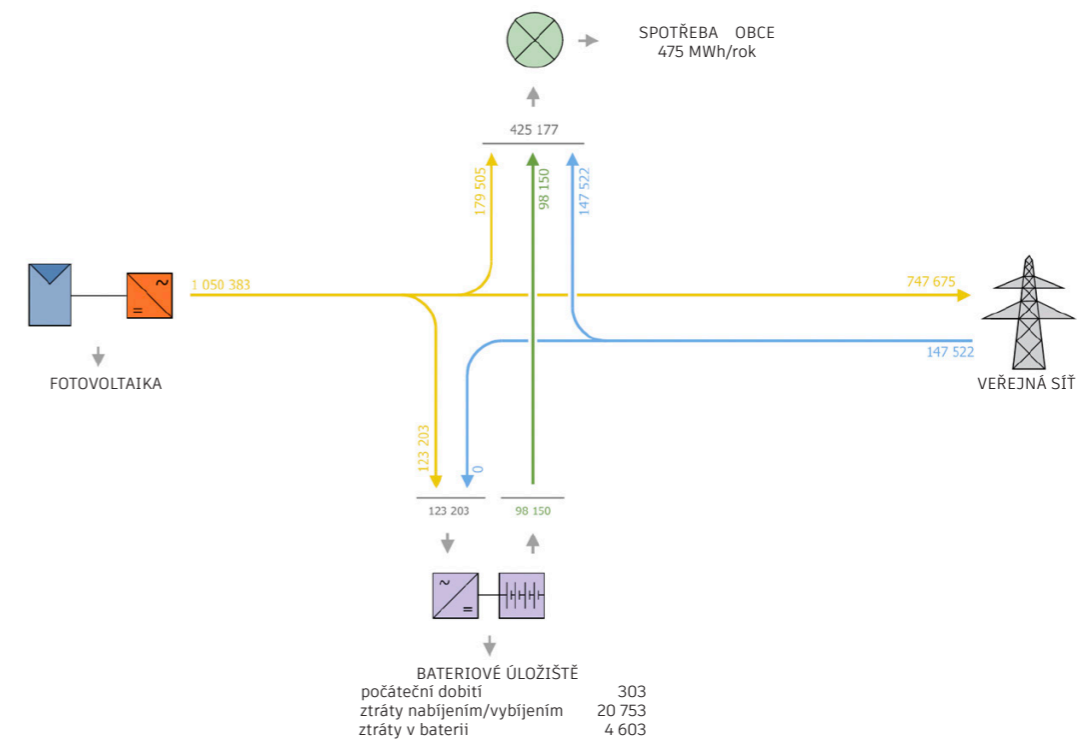 SPOTŘEBA OBCE
475 MWh/rok
425 177
179 505
98 150
147 522
1 050 383
747 675
147 522
FOTOVOLTAIKA
VEŘEJNÁ SÍŤ
123 203
0
123 203
98 150
~
=
~
=
BATERIOVÉ ÚLOŽIŠTĚ
počáteční dobití 303
ztráty nabíjením/vybíjením 20 753
ztráty v baterii 4 603